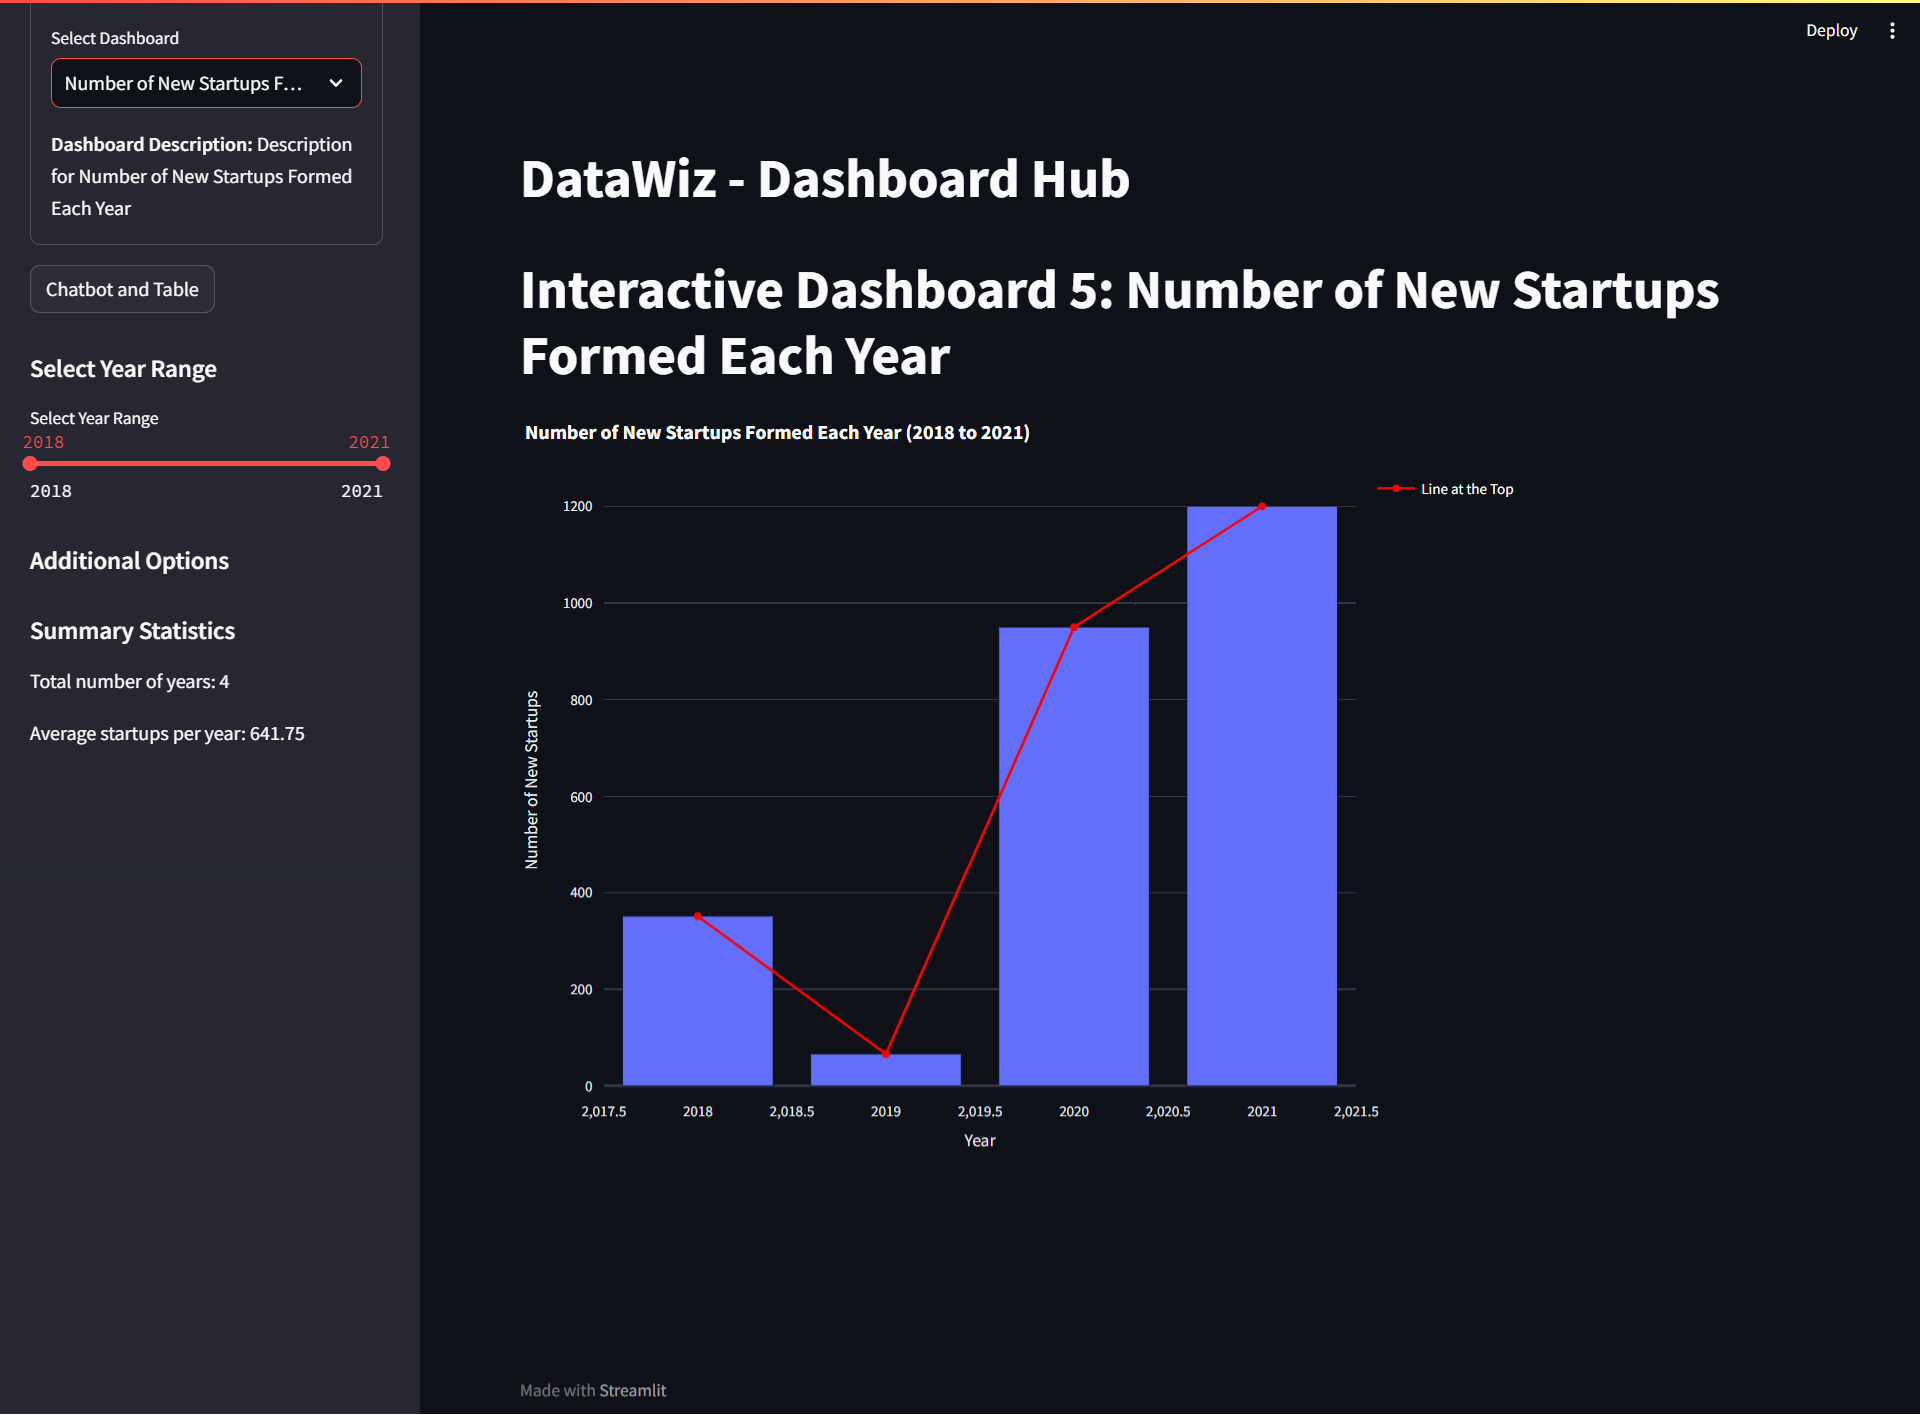 Select Dashboard
Number of New Startups F...
Dashboard Description: Description
for Number of New Startups Formed
Each Year
Chatbot and Table
Select Year Range
Select Year Range
2018 2021
2018 2021
Additional Options
Summary Statistics
Total number of years: 4
Average startups per year: 641.75
Deploy
DataWiz - Dashboard Hub
Interactive Dashboard 5: Number of New Startups
Formed Each Year
Number of New Startups Formed Each Year (2018 to 2021)
Line at the Top
1200
1000
800
600
400
200
0
Number of New Startups
2,017.5 2018 2,018.5 2019 2,019.5 2020 2,020.5 2021 2,021.5
Year
Made with Streamlit